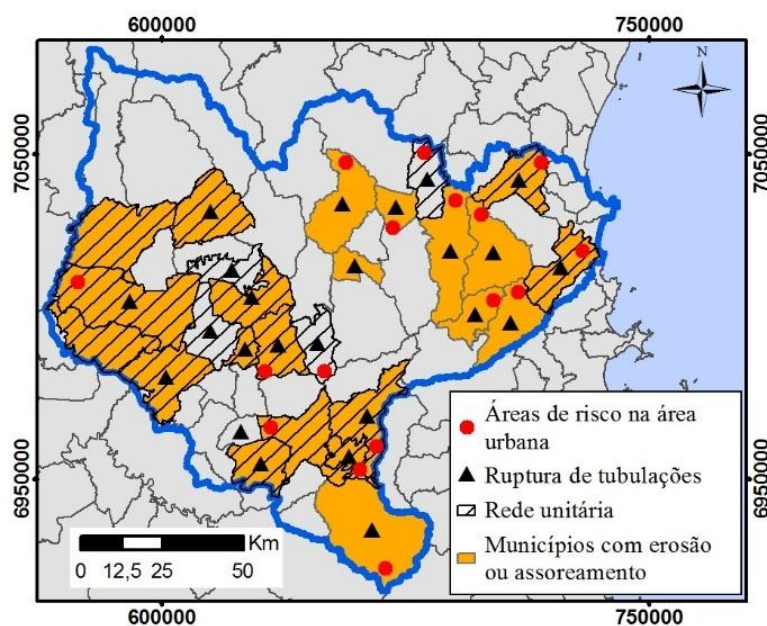 600000
750000
N
7050000
7050000
6950000
6950000
Áreas de risco na área
urbana
Ruptura de tubulações
Rede unitária
Municípios com erosão
ou assoreamento
Km
0 12,5 25 50
600000
750000